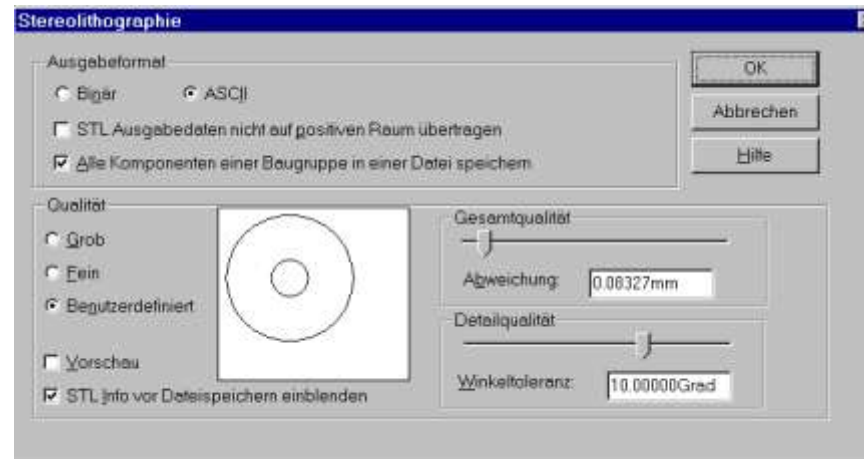 Stereolithographie
Ausgabeformat
Binär
ASCII
STL Ausgabedaten nicht auf positiven Raum übertragen
Alle Komponenten einer Baugruppe in einer Datei speichern
OK
Abbrechen
Hilfe
Qualität
Grob
Fein
Benutzerdefiniert
Vorschau
STL Info vor Dateispeichern einblenden
Gesamtqualität
Abweichung: 0.08327mm
Detailqualität
Winkeltoleranz: 10.00000Grad